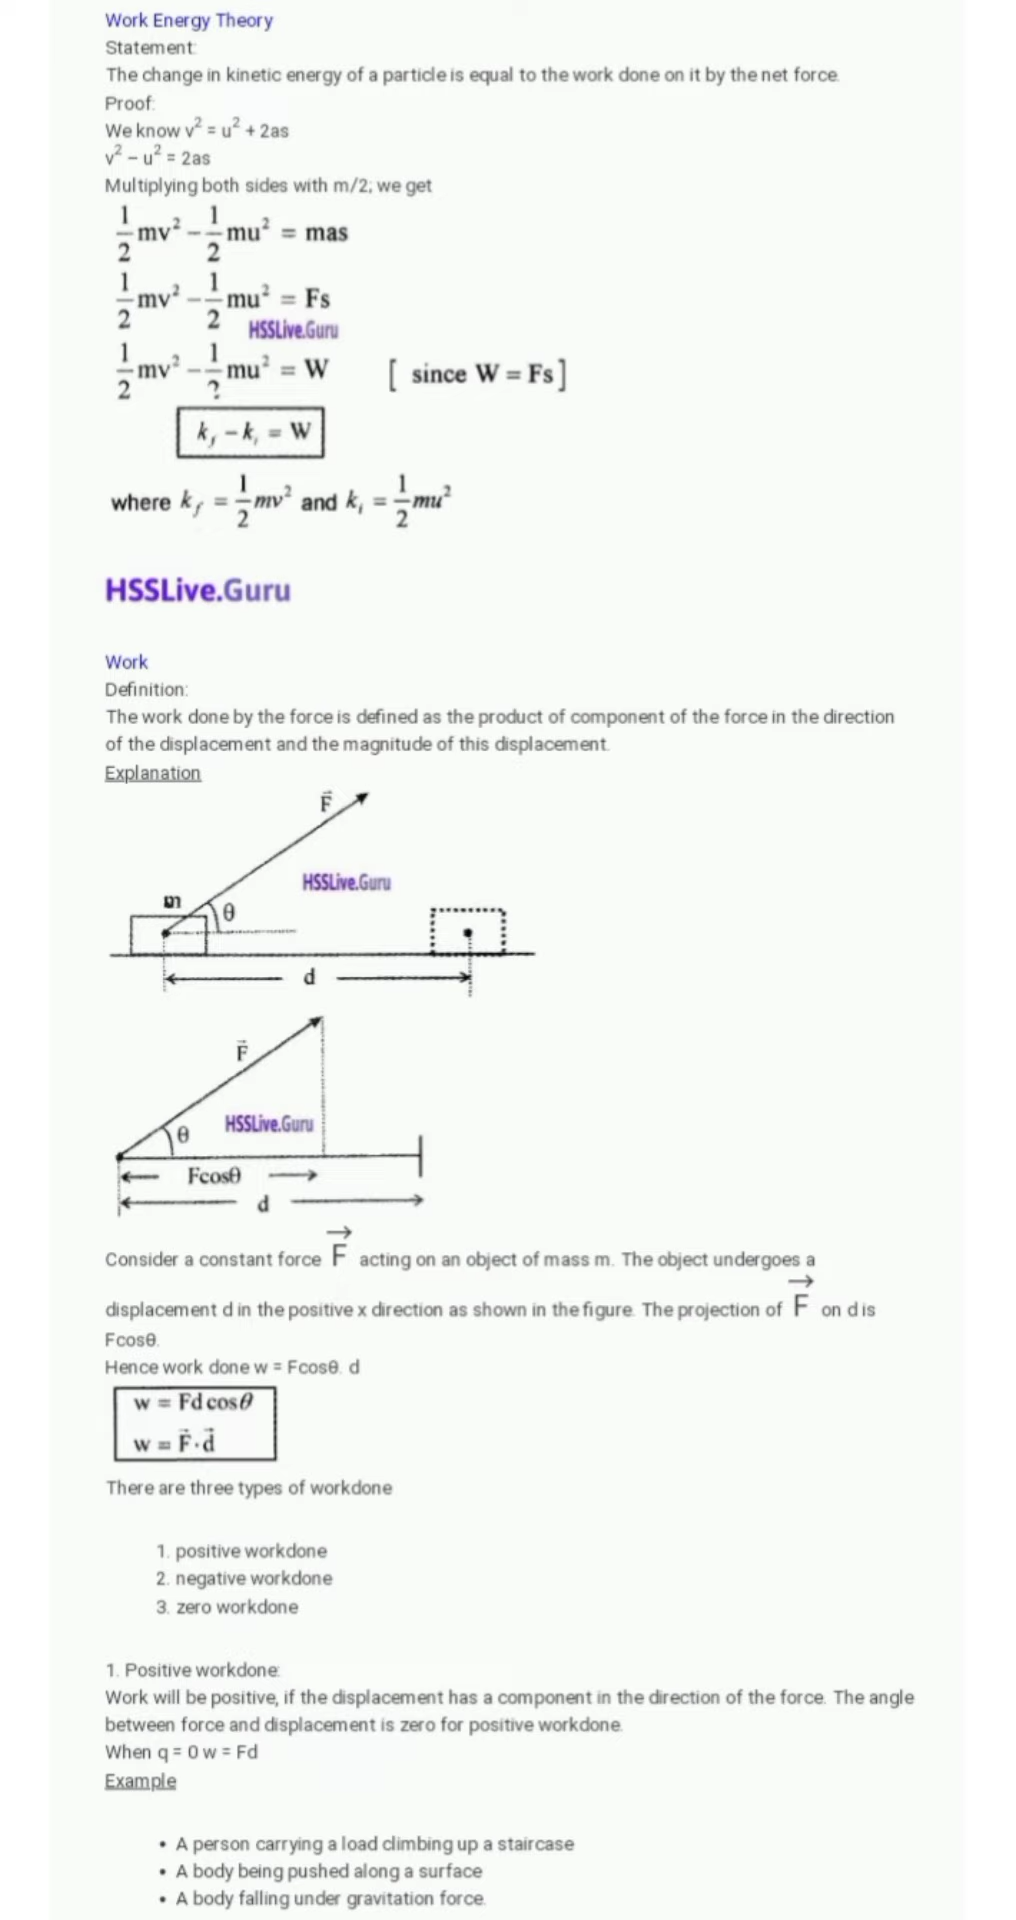 Work Energy Theory
Statement:
The change in kinetic energy of a particle is equal to the work done on it by the net force.
Proof:
We know v² = u² + 2as
v² – u² = 2as
Multiplying both sides with m/2; we get
1/2 mv² – 1/2 mu² = mas
1/2 mv² – 1/2 mu² = Fs
HSSLive.Guru
1/2 mv² – 1/2 mu² = W [ since W = Fs ]
k_f – k_i = W
where k_f = 1/2 mv² and k_i = 1/2 mu²
HSSLive.Guru
Work
Definition:
The work done by the force is defined as the product of component of the force in the direction
of the displacement and the magnitude of this displacement.
Explanation
F⃗
HSSLive.Guru
m
θ
d
F⃗
HSSLive.Guru
θ
Fcosθ
d
Consider a constant force F⃗ acting on an object of mass m. The object undergoes a
displacement d in the positive x direction as shown in the figure. The projection of F⃗ on d is
Fcosθ.
Hence work done w = Fcosθ. d
w = Fd cosθ
w = F⃗·d⃗
There are three types of workdone
1. positive workdone
2. negative workdone
3. zero workdone
1. Positive workdone:
Work will be positive, if the displacement has a component in the direction of the force. The angle
between force and displacement is zero for positive workdone.
When q = 0 w = Fd
Example
• A person carrying a load climbing up a staircase
• A body being pushed along a surface
• A body falling under gravitation force.